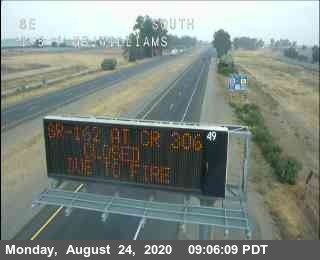 8E SOUTH
WILLIAMS
49
SR-162 AT CR 306
CLOSED
DUE TO FIRE
Monday, August 24, 2020 09:06:09 PDT